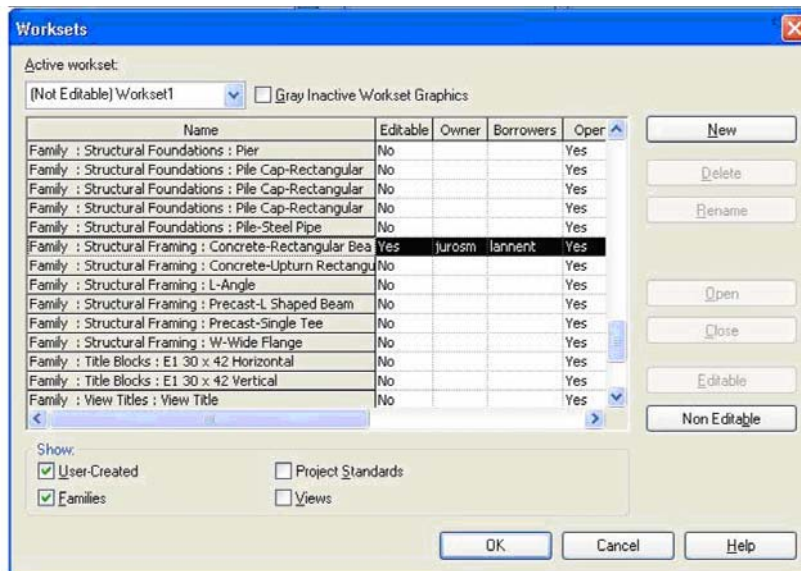 Worksets
Active workset:
(Not Editable) Workset1
Gray Inactive Workset Graphics
Name Editable Owner Borrowers Oper
Family : Structural Foundations : Pier No Yes
Family : Structural Foundations : Pile Cap-Rectangular No Yes
Family : Structural Foundations : Pile Cap-Rectangular No Yes
Family : Structural Foundations : Pile Cap-Rectangular No Yes
Family : Structural Foundations : Pile-Steel Pipe No Yes
Family : Structural Framing : Concrete-Rectangular Bea Yes jurosm lannent Yes
Family : Structural Framing : Concrete-Upturn Rectangu No Yes
Family : Structural Framing : L-Angle No Yes
Family : Structural Framing : Precast-L Shaped Beam No Yes
Family : Structural Framing : Precast-Single Tee No Yes
Family : Structural Framing : W-Wide Flange No Yes
Family : Title Blocks : E1 30 x 42 Horizontal No Yes
Family : Title Blocks : E1 30 x 42 Vertical No Yes
Family : View Titles : View Title No Yes
New
Delete
Rename
Open
Close
Editable
Non Editable
Show:
User-Created Project Standards
Families Views
OK Cancel Help